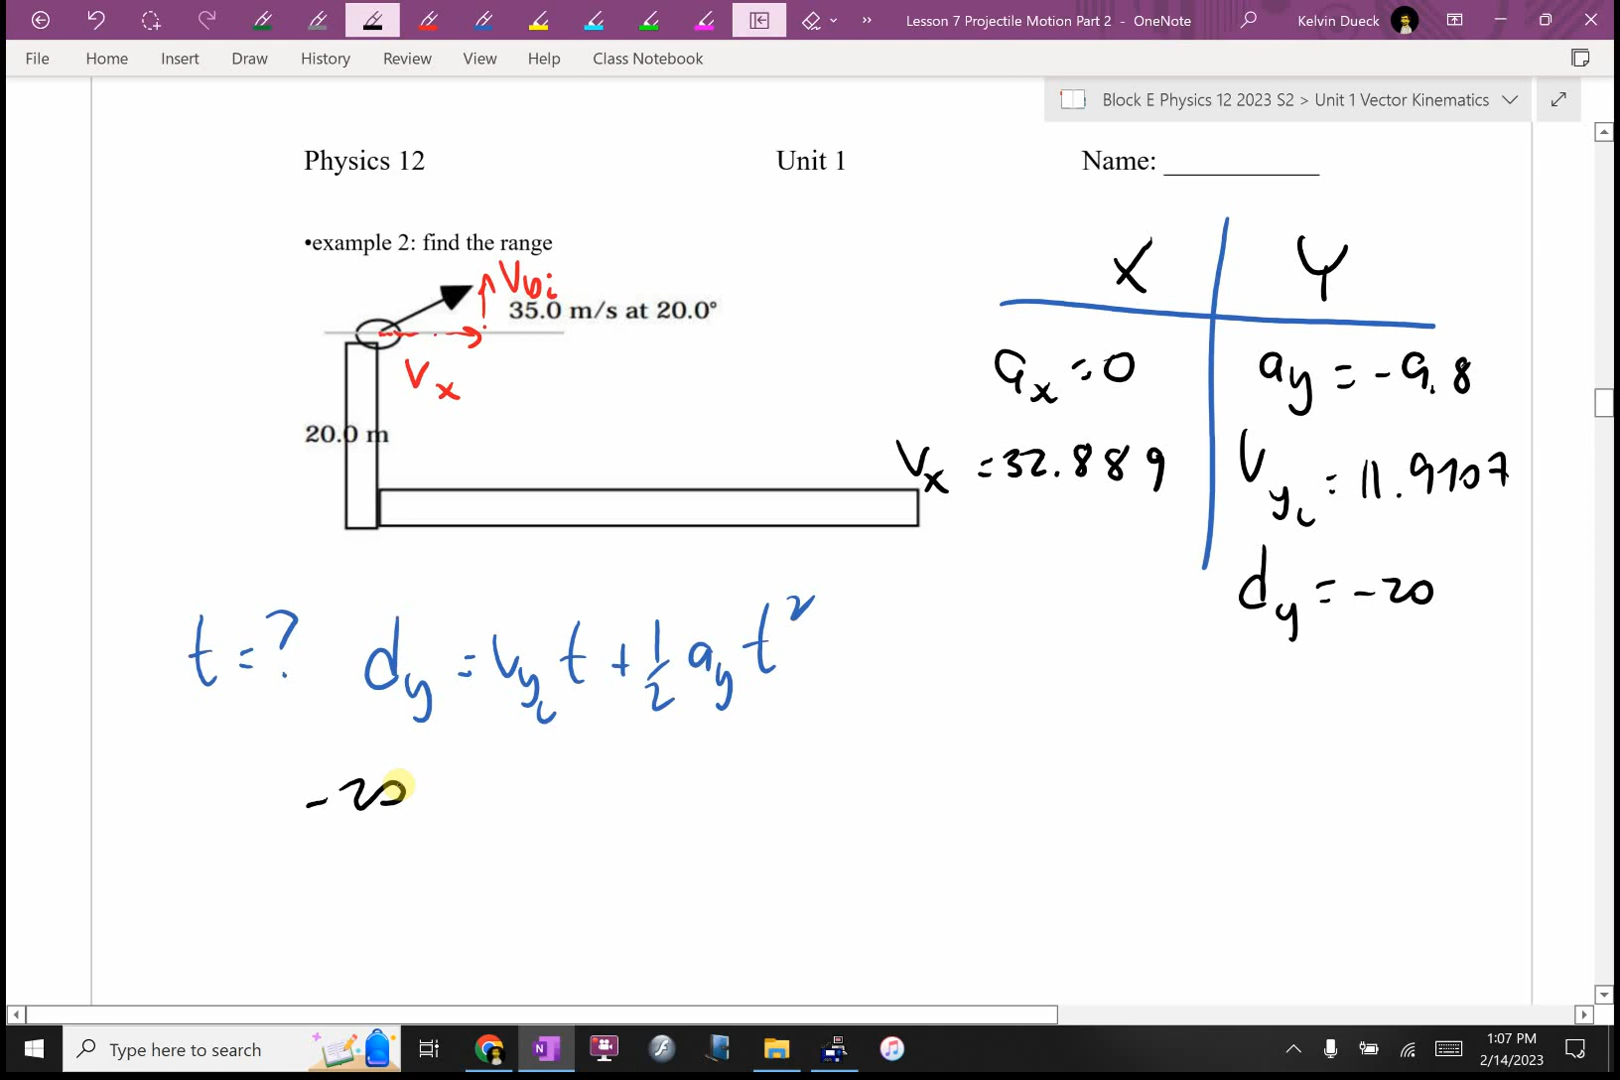 Lesson 7 Projectile Motion Part 2 - OneNote
Kelvin Dueck
File Home Insert Draw History Review View Help Class Notebook
Block E Physics 12 2023 S2 > Unit 1 Vector Kinematics
Physics 12 Unit 1 Name: ___________
•example 2: find the range
35.0 m/s at 20.0°
Vx
20.0 m
X Y
ax = 0 ay = -9.8
Vx = 32.889 Vyi = 11.9707
dy = -20
t = ? dy = Vyi t + 1/2 ay t²
-20
Type here to search
1:07 PM
2/14/2023